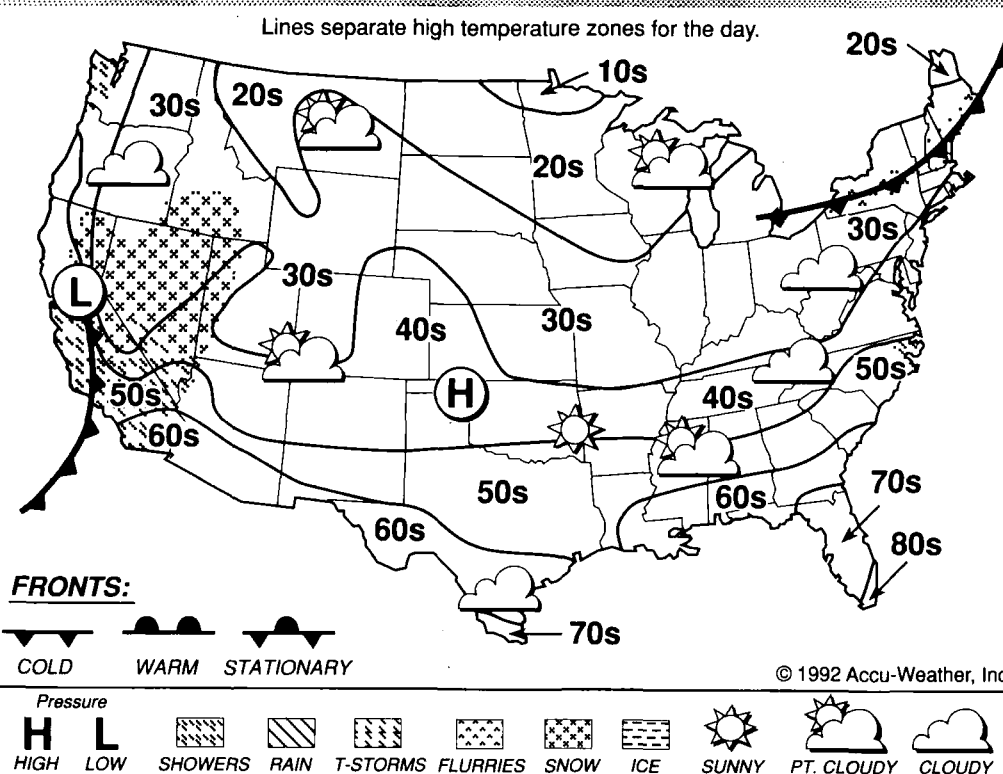 Lines separate high temperature zones for the day.
20s
10s
30s
20s
20s
30s
30s
40s
30s
50s
40s
50s
60s
50s
60s
70s
60s
80s
70s
L
H
FRONTS:
COLD WARM STATIONARY
© 1992 Accu-Weather, Inc
Pressure
H L
HIGH LOW SHOWERS RAIN T-STORMS FLURRIES SNOW ICE SUNNY PT. CLOUDY CLOUDY